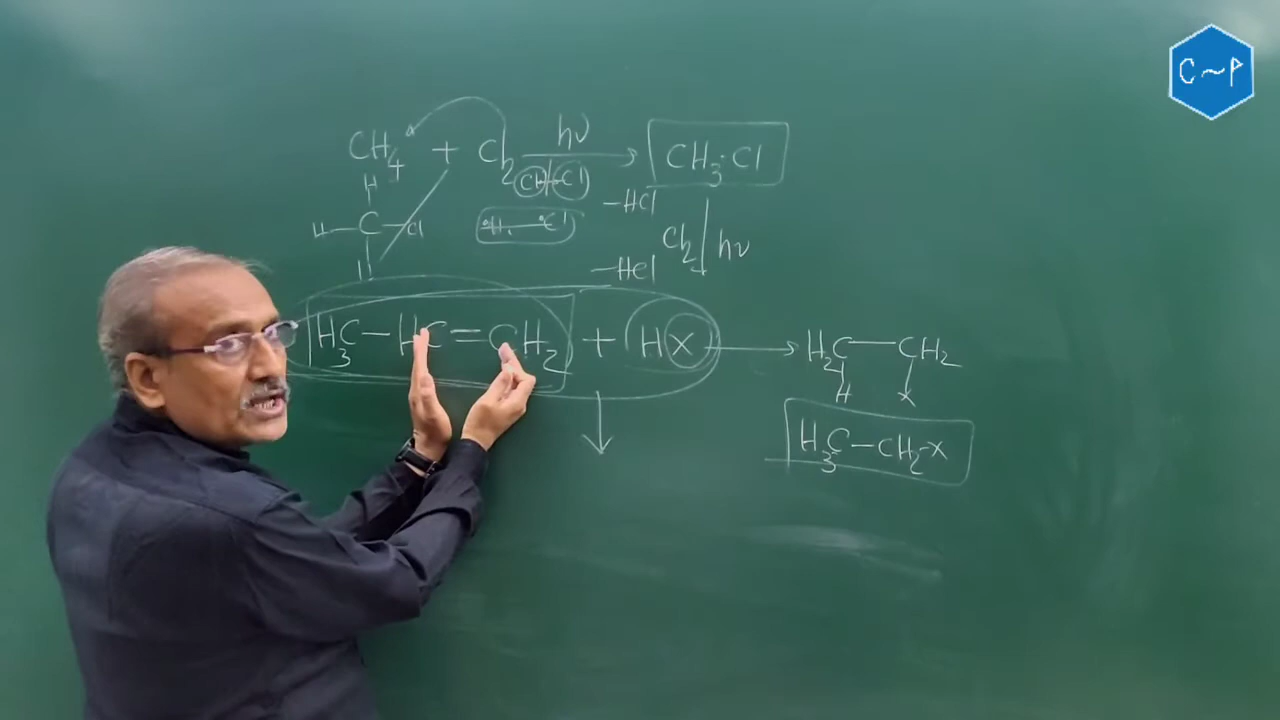 C~P
CH₄ + Cl₂ hν → CH₃·Cl
-HCl
H
H-C-Cl
H
Cl₂ | hν
-HCl
H₃C-HC=CH₂ + HX → H₂C-CH₂
H X
H₃C-CH₂-X